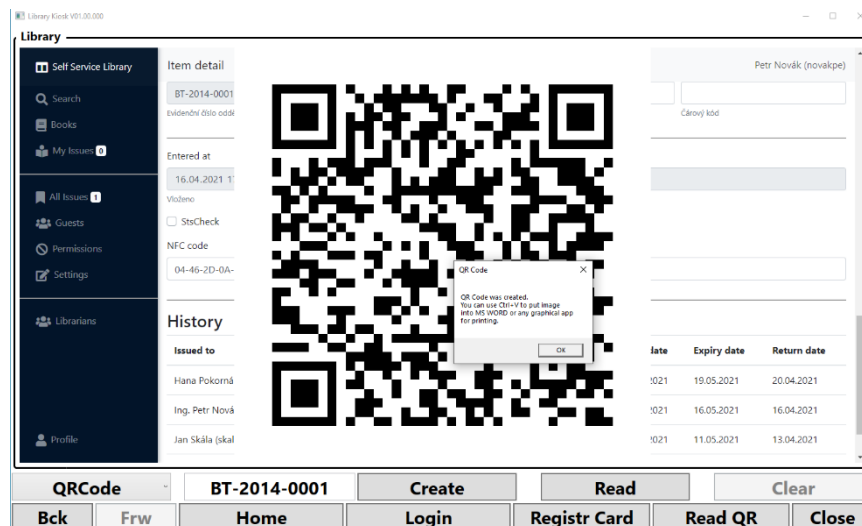 Library Kiosk V01.00.000
Library
Self Service Library
Item detail
Petr Novák (novakpe)
Search
BT-2014-0001
Evidenční číslo oddě
Čárový kód
Books
My Issues 0
Entered at
16.04.2021 1
Vloženo
All Issues 1
StsCheck
Guests
Permissions
NFC code
Settings
04-46-2D-0A-
QR Code
QR Code was created.
You can use Ctrl+V to put image
into MS WORD or any graphical app
for printing.
OK
Librarians
History
Issued to
date
Expiry date
Return date
Hana Pokorná
2021
19.05.2021
20.04.2021
Ing. Petr Nová
2021
16.05.2021
16.04.2021
Profile
Jan Skála (skal
2021
11.05.2021
13.04.2021
QRCode
BT-2014-0001
Create
Read
Clear
Bck
Frw
Home
Login
Registr Card
Read QR
Close